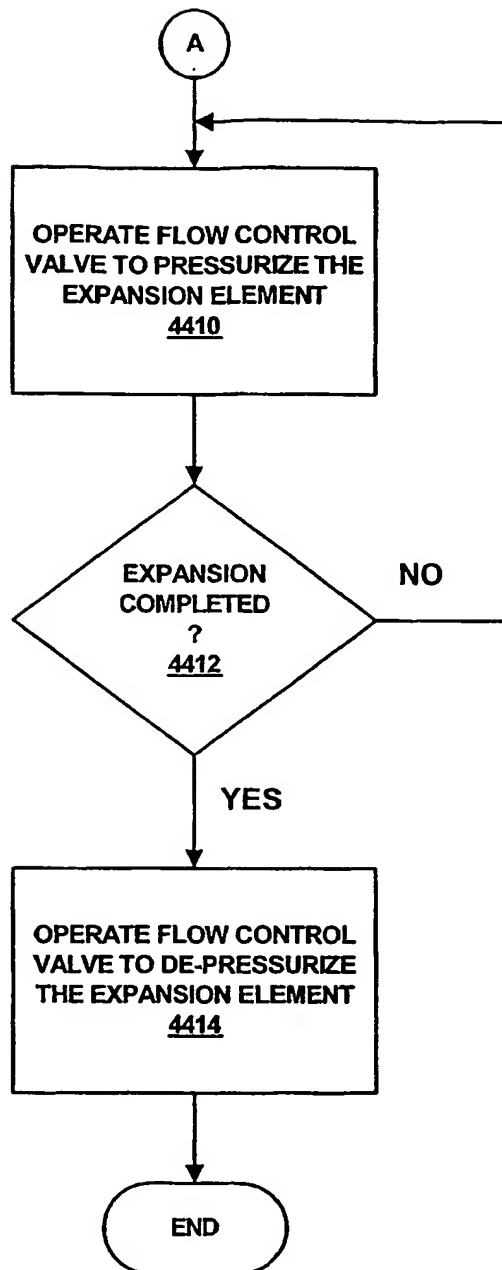 A
OPERATE FLOW CONTROL
VALVE TO PRESSURIZE THE
EXPANSION ELEMENT
4410
EXPANSION
COMPLETED
?
4412
NO
YES
OPERATE FLOW CONTROL
VALVE TO DE-PRESSURIZE
THE EXPANSION ELEMENT
4414
END